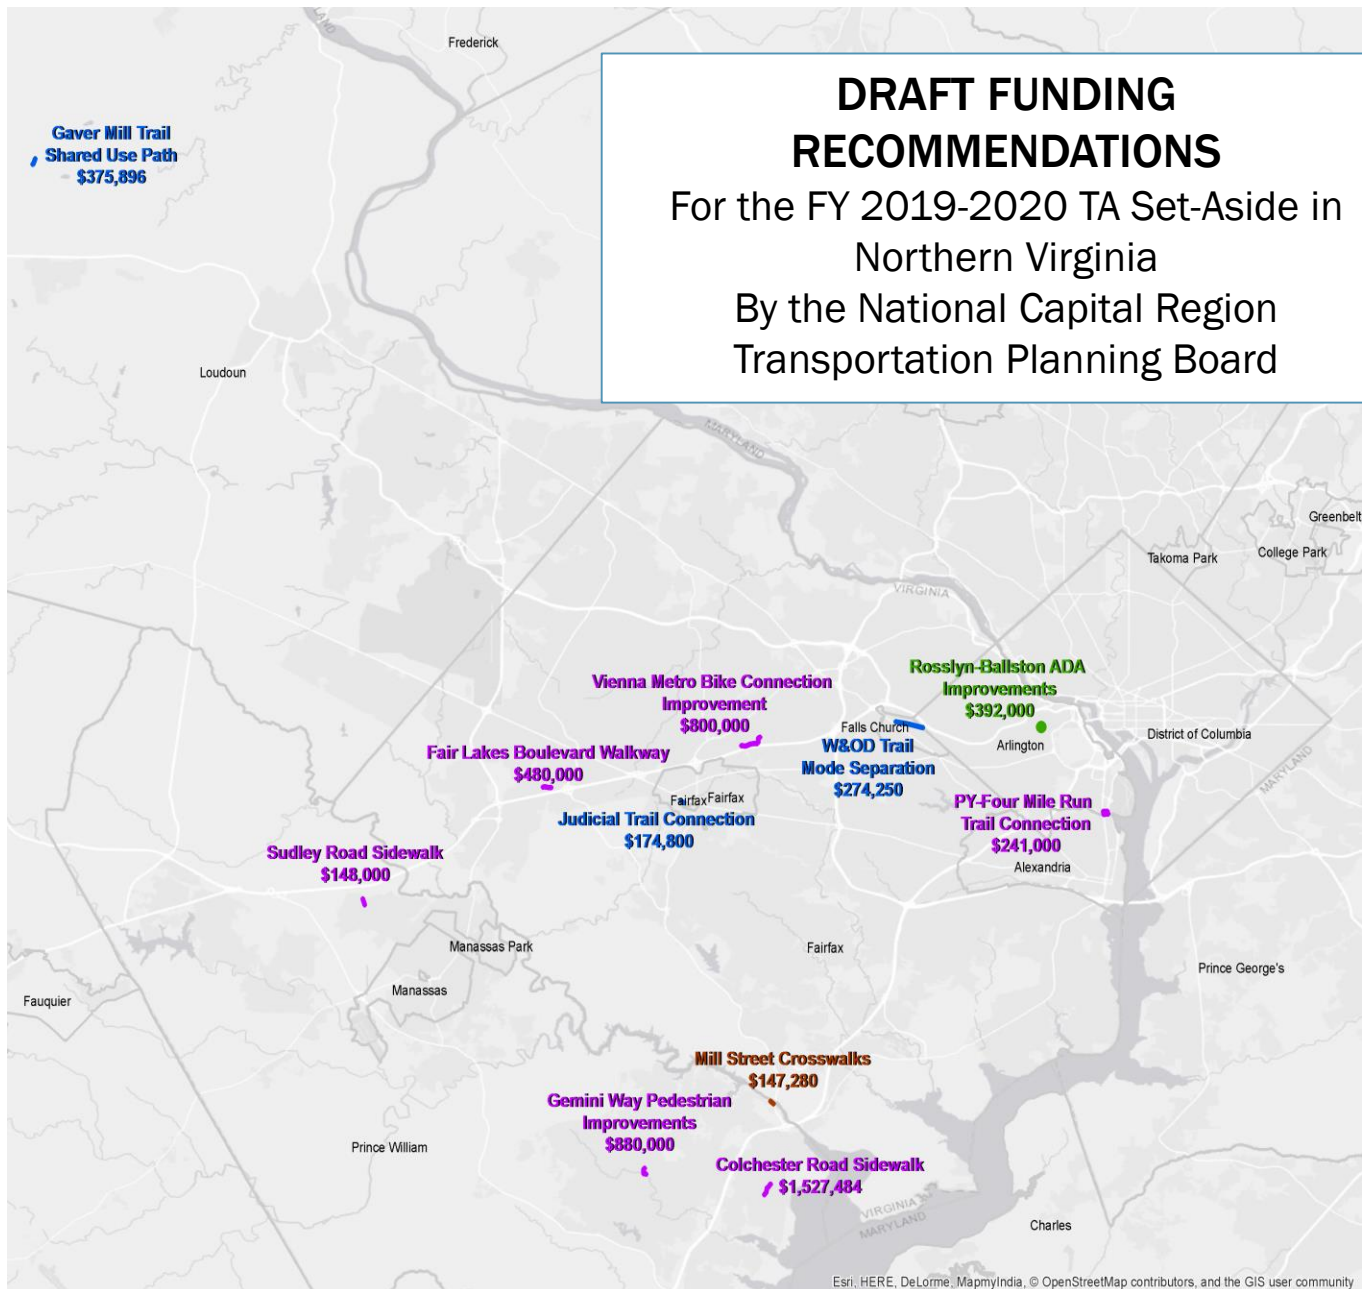 LAND
Frederick
DRAFT FUNDING
RECOMMENDATIONS
For the FY 2019-2020 TA Set-Aside in
Northern Virginia
By the National Capital Region
Transportation Planning Board
Gaver Mill Trail
Shared Use Path
$375,896
Loudoun
MARYLAND
Greenbelt
Takoma Park
College Park
VIRGINIA
Rosslyn-Ballston ADA
Improvements
$392,000
Vienna Metro Bike Connection
Improvement
$800,000
Falls Church
Arlington
District of Columbia
MARYLAND
W&OD Trail
Mode Separation
$274,250
Fair Lakes Boulevard Walkway
$480,000
Fairfax
Fairfax
Judicial Trail Connection
$174,800
PY-Four Mile Run
Trail Connection
$241,000
Alexandria
Sudley Road Sidewalk
$148,000
Manassas Park
Fairfax
Prince George's
Manassas
Fauquier
Mill Street Crosswalks
$147,280
Gemini Way Pedestrian
Improvements
$880,000
Prince William
Colchester Road Sidewalk
$1,527,484
VIRGINIA
MARYLAND
Charles
Esri, HERE, DeLorme, MapmyIndia, © OpenStreetMap contributors, and the GIS user community